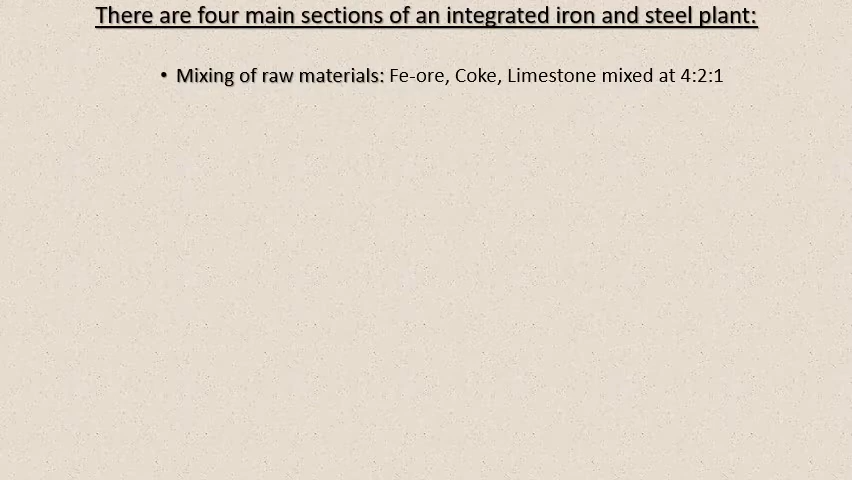 There are four main sections of an integrated iron and steel plant:
• Mixing of raw materials: Fe-ore, Coke, Limestone mixed at 4:2:1